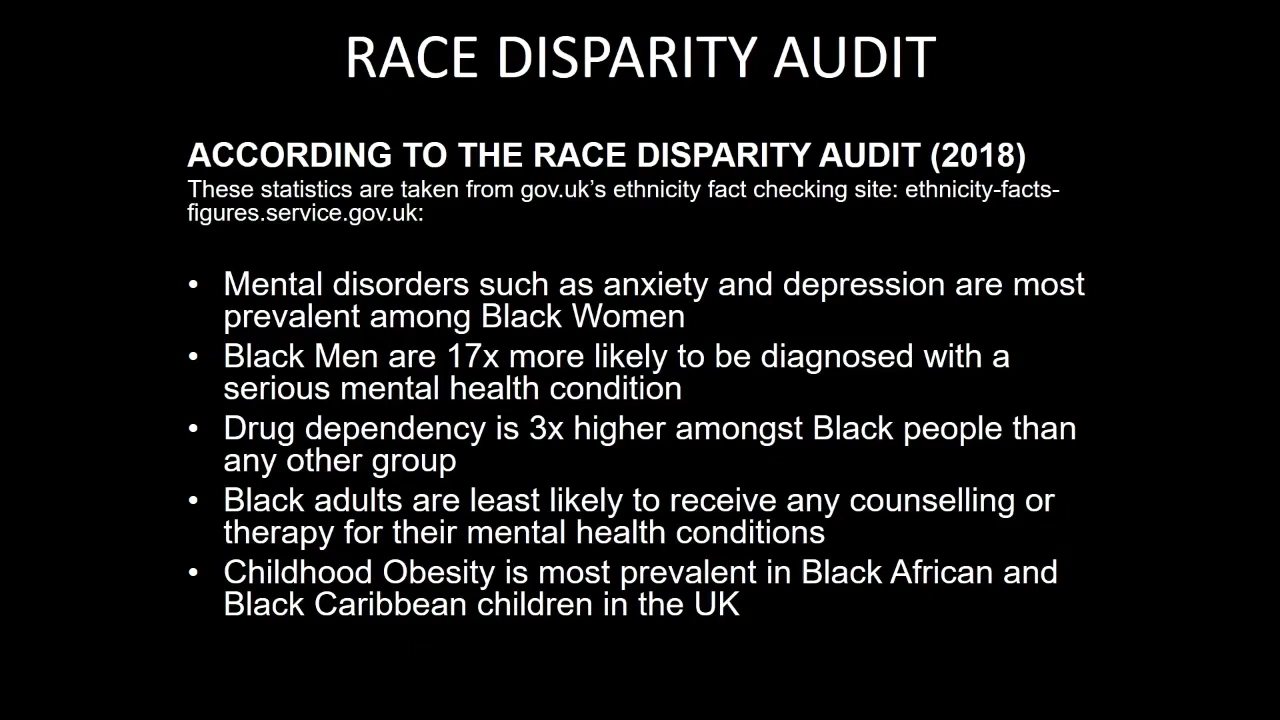 RACE DISPARITY AUDIT
ACCORDING TO THE RACE DISPARITY AUDIT (2018)
These statistics are taken from gov.uk’s ethnicity fact checking site: ethnicity-facts-
figures.service.gov.uk:
• Mental disorders such as anxiety and depression are most
prevalent among Black Women
• Black Men are 17x more likely to be diagnosed with a
serious mental health condition
• Drug dependency is 3x higher amongst Black people than
any other group
• Black adults are least likely to receive any counselling or
therapy for their mental health conditions
• Childhood Obesity is most prevalent in Black African and
Black Caribbean children in the UK